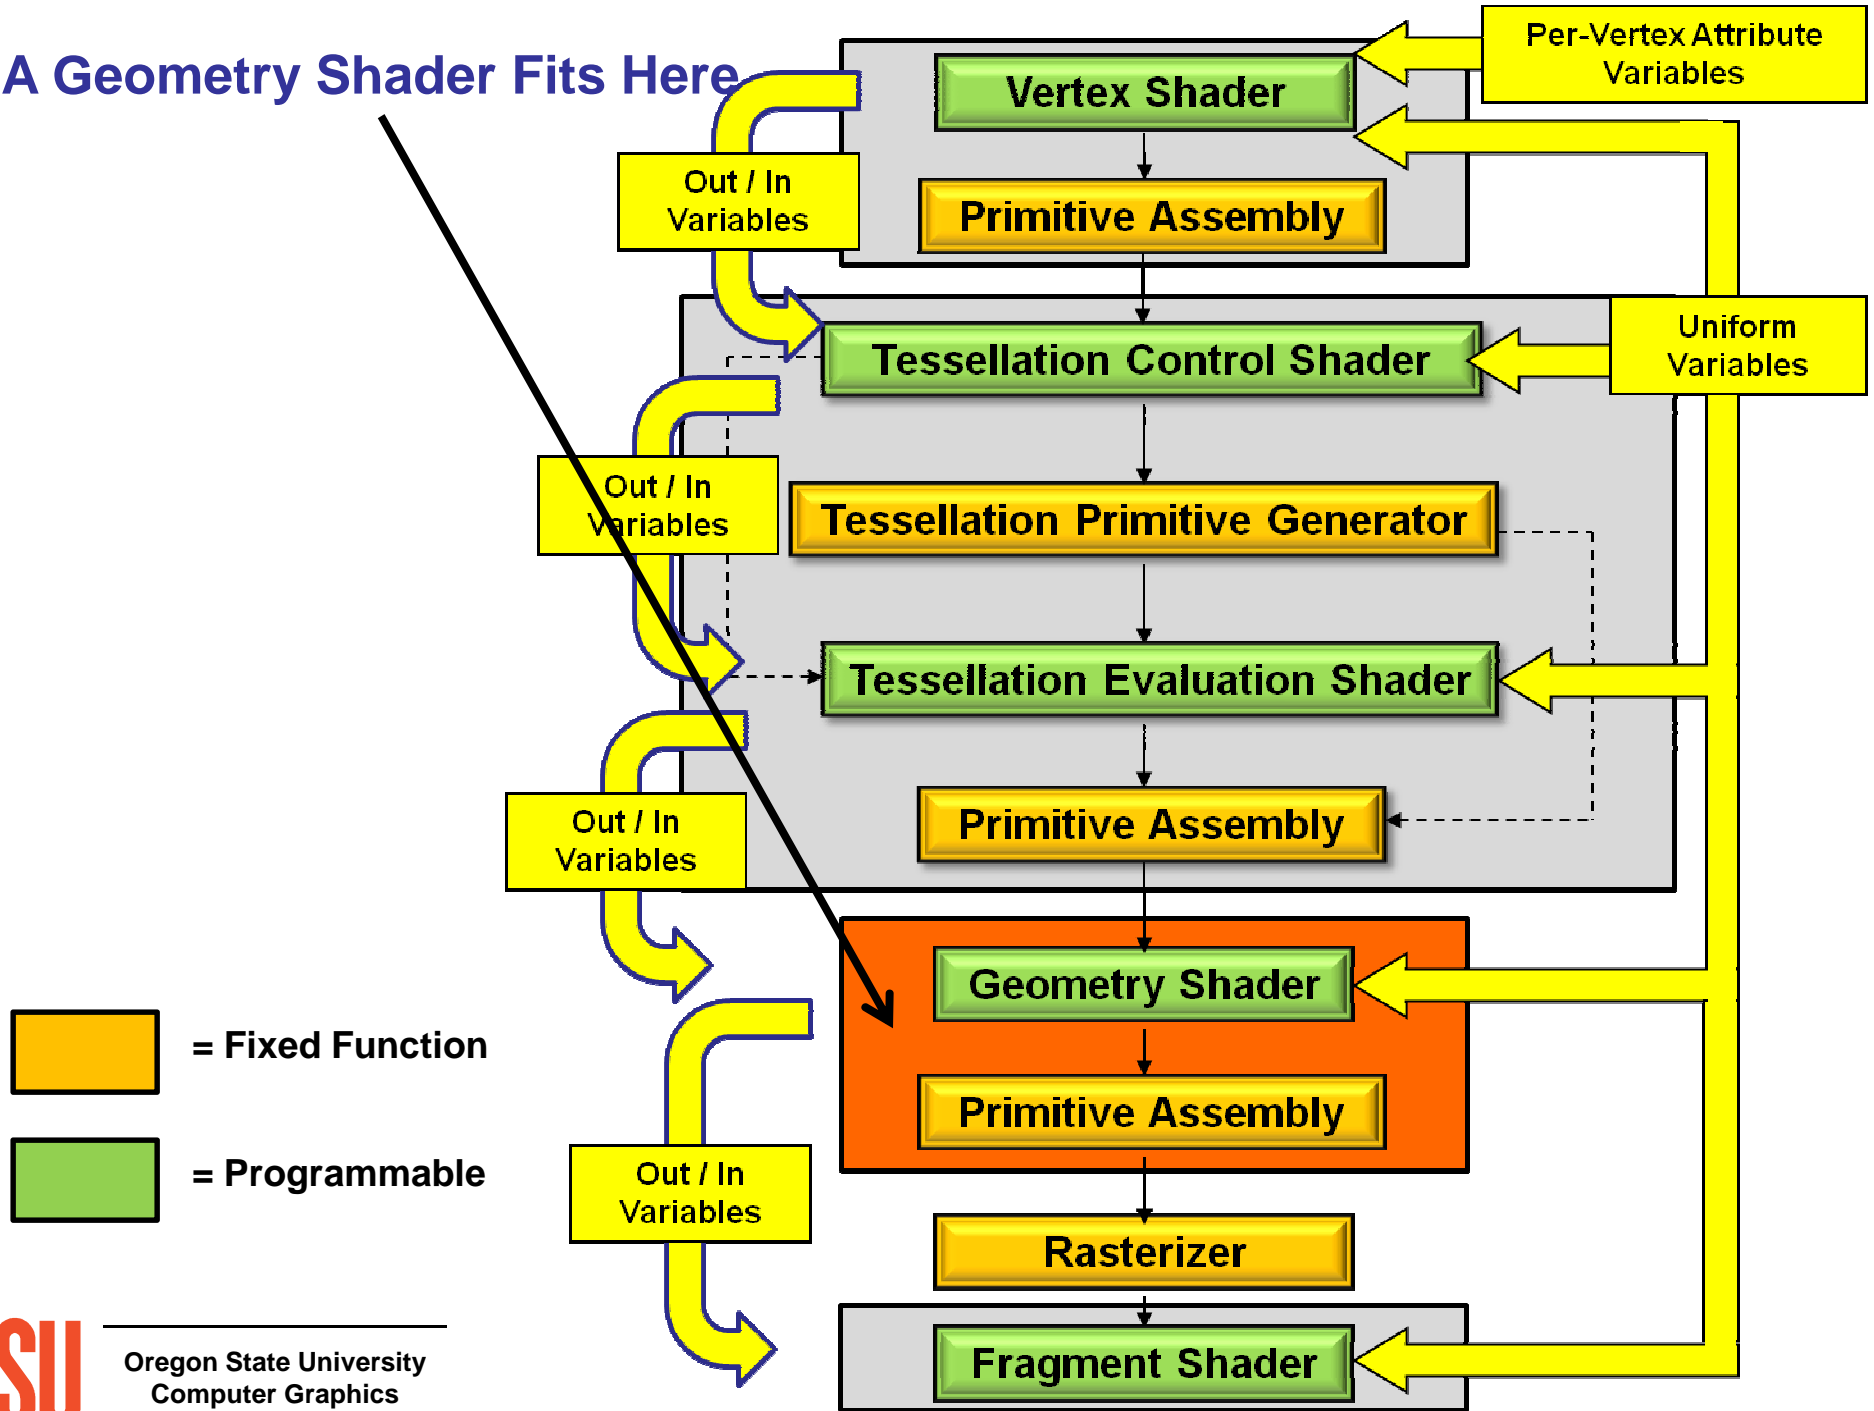 A Geometry Shader Fits Here
Per-Vertex Attribute
Variables
Vertex Shader
Out / In
Variables
Primitive Assembly
Uniform
Variables
Tessellation Control Shader
Out / In
Variables
Tessellation Primitive Generator
Tessellation Evaluation Shader
Out / In
Variables
Primitive Assembly
Geometry Shader
= Fixed Function
Primitive Assembly
= Programmable
Out / In
Variables
Rasterizer
Fragment Shader
Oregon State University
Computer Graphics